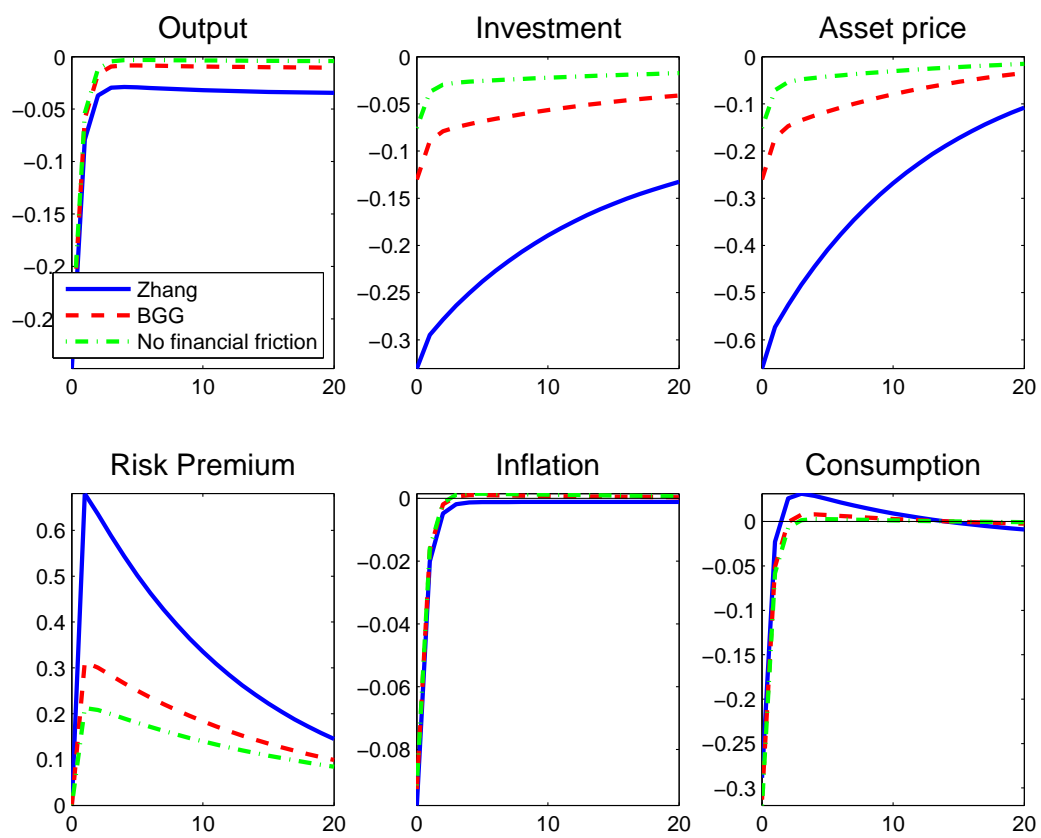 Output
Investment
Asset price
0
−0.05
−0.1
−0.15
−0.2
−0.2
0 10 20
Zhang
BGG
No financial friction
0
−0.05
−0.1
−0.15
−0.2
−0.25
−0.3
0 10 20
0
−0.1
−0.2
−0.3
−0.4
−0.5
−0.6
0 10 20
Risk Premium
Inflation
Consumption
0.6
0.5
0.4
0.3
0.2
0.1
0
0 10 20
0
−0.02
−0.04
−0.06
−0.08
0 10 20
0
−0.05
−0.1
−0.15
−0.2
−0.25
−0.3
0 10 20